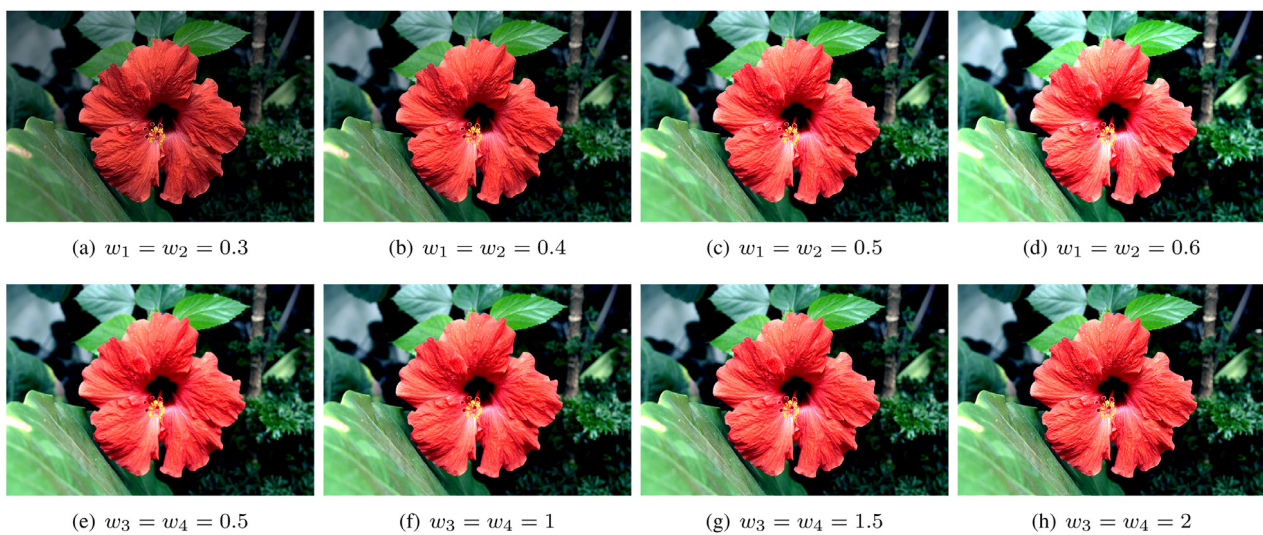 (a) w₁ = w₂ = 0.3
(b) w₁ = w₂ = 0.4
(c) w₁ = w₂ = 0.5
(d) w₁ = w₂ = 0.6
(e) w₃ = w₄ = 0.5
(f) w₃ = w₄ = 1
(g) w₃ = w₄ = 1.5
(h) w₃ = w₄ = 2